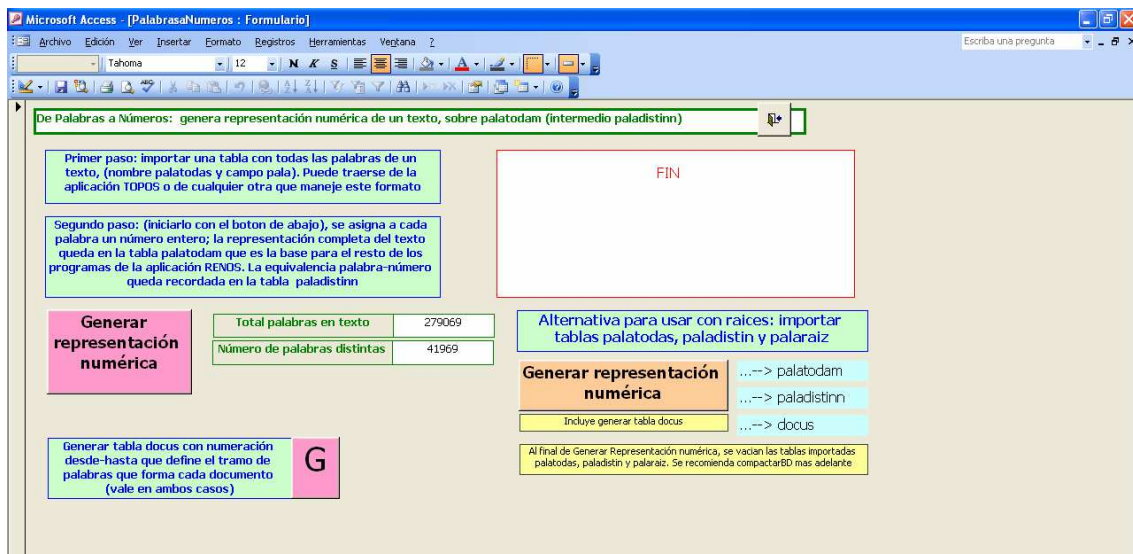 Microsoft Access - [PalabrasaNumeros : Formulario]
Archivo Edición Ver Insertar Formato Registros Herramientas Ventana ?
Escriba una pregunta
Tahoma 12 N K S
De Palabras a Números: genera representación numérica de un texto, sobre palatodam (intermedio paladistinn)
Primer paso: importar una tabla con todas las palabras de un
texto, (nombre palatodas y campo pala). Puede traerse de la
aplicación TOPOS o de cualquier otra que maneje este formato
FIN
Segundo paso: (iniciarlo con el boton de abajo), se asigna a cada
palabra un número entero; la representación completa del texto
queda en la tabla palatodam que es la base para el resto de los
programas de la aplicación RENOS. La equivalencia palabra-número
queda recordada en la tabla paladistinn
Generar
representación
numérica
Total palabras en texto 279069
Número de palabras distintas 41969
Alternativa para usar con raices: importar
tablas palatodas, paladistin y palaraiz
Generar representación
numérica
...--> palatodam
...--> paladistinn
...--> docus
Incluye generar tabla docus
Al final de Generar Representación numérica, se vacian las tablas importadas
palatodas, paladistin y palaraiz. Se recomienda compactarBD mas adelante
Generar tabla docus con numeración
desde-hasta que define el tramo de
palabras que forma cada documento
(vale en ambos casos)
G